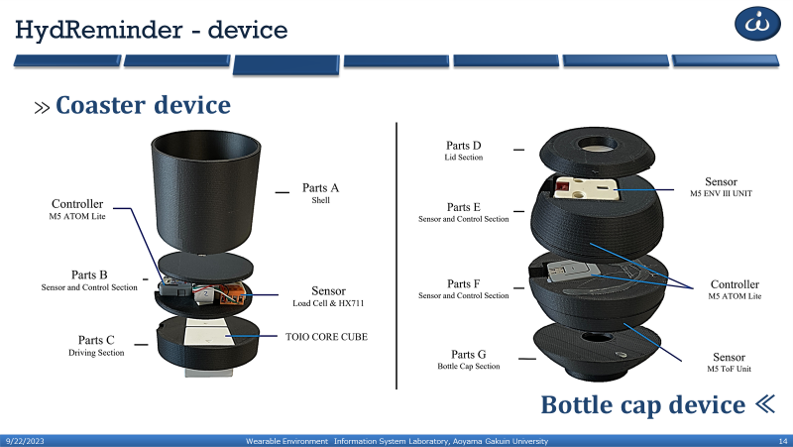 HydReminder - device
» Coaster device
Parts A
Shell
Controller
M5 ATOM Lite
Parts B
Sensor and Control Section
Sensor
Load Cell & HX711
Parts C
Driving Section
TOIO CORE CUBE
Parts D
Lid Section
Sensor
M5 ENV III UNIT
Parts E
Sensor and Control Section
Parts F
Sensor and Control Section
Controller
M5 ATOM Lite
Parts G
Bottle Cap Section
Sensor
M5 ToF Unit
Bottle cap device «
9/22/2023
Wearable Environment Information System Laboratory, Aoyama Gakuin University
14